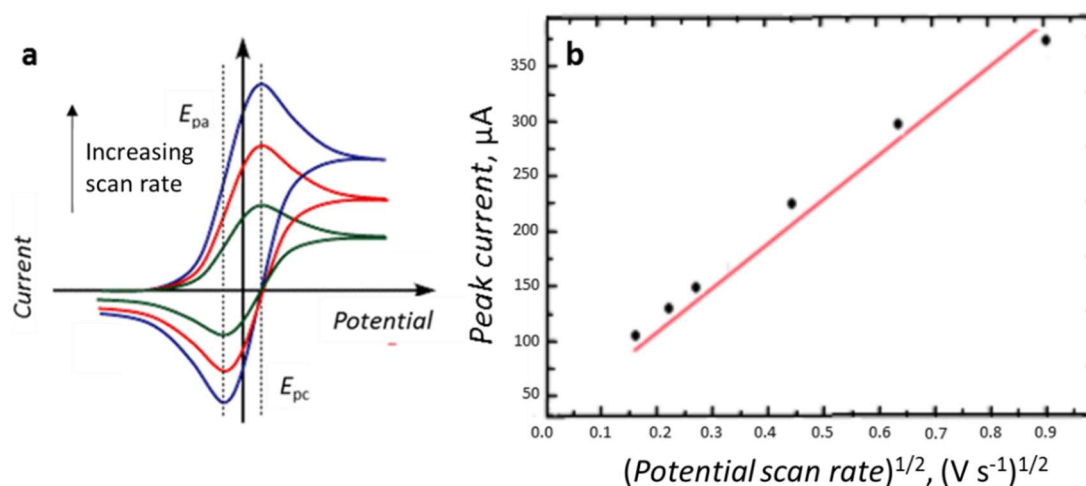 a
E_pa
Increasing
scan rate
Current
Potential
E_pc
b
Peak current, µA
350
300
250
200
150
100
50
0.0 0.1 0.2 0.3 0.4 0.5 0.6 0.7 0.8 0.9
(Potential scan rate)^1/2, (V s^-1)^1/2